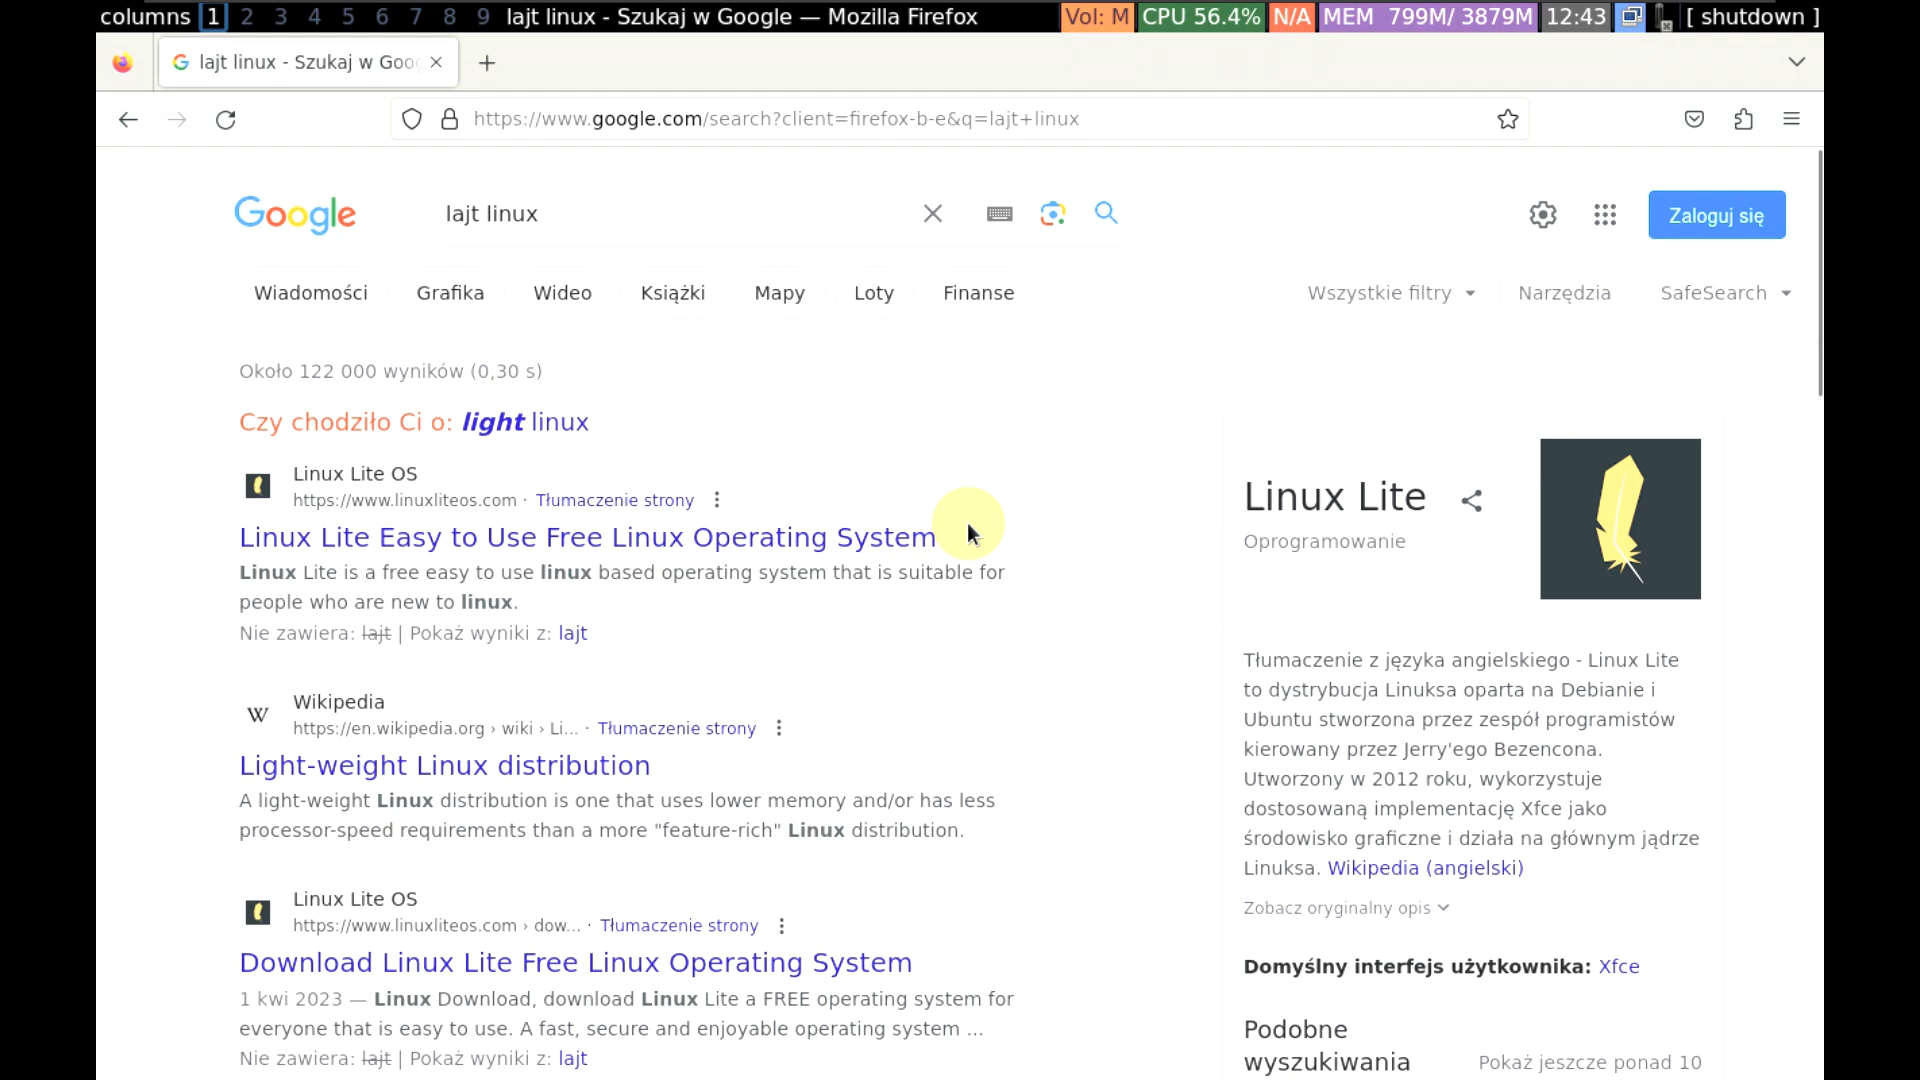 columns 1 2 3 4 5 6 7 8 9 lajt linux - Szukaj w Google — Mozilla Firefox Vol: M CPU 56.4% N/A MEM 799M/ 3879M 12:43 [ shutdown ]
lajt linux - Szukaj w Goo
https://www.google.com/search?client=firefox-b-e&q=lajt+linux
Google lajt linux Zaloguj się
Wiadomości Grafika Wideo Książki Mapy Loty Finanse Wszystkie filtry Narzędzia SafeSearch
Około 122 000 wyników (0,30 s)
Czy chodziło Ci o: light linux
Linux Lite OS
https://www.linuxliteos.com · Tłumaczenie strony
Linux Lite Easy to Use Free Linux Operating System
Linux Lite is a free easy to use linux based operating system that is suitable for
people who are new to linux.
Nie zawiera: lajt | Pokaż wyniki z: lajt
W Wikipedia
https://en.wikipedia.org › wiki › Li... · Tłumaczenie strony
Light-weight Linux distribution
A light-weight Linux distribution is one that uses lower memory and/or has less
processor-speed requirements than a more "feature-rich" Linux distribution.
Linux Lite OS
https://www.linuxliteos.com › dow... · Tłumaczenie strony
Download Linux Lite Free Linux Operating System
1 kwi 2023 — Linux Download, download Linux Lite a FREE operating system for
everyone that is easy to use. A fast, secure and enjoyable operating system ...
Nie zawiera: lajt | Pokaż wyniki z: lajt
Linux Lite
Oprogramowanie
Tłumaczenie z języka angielskiego - Linux Lite
to dystrybucja Linuksa oparta na Debianie i
Ubuntu stworzona przez zespół programistów
kierowany przez Jerry'ego Bezencona.
Utworzony w 2012 roku, wykorzystuje
dostosowaną implementację Xfce jako
środowisko graficzne i działa na głównym jądrze
Linuksa. Wikipedia (angielski)
Zobacz oryginalny opis
Domyślny interfejs użytkownika: Xfce
Podobne
wyszukiwania Pokaż jeszcze ponad 10